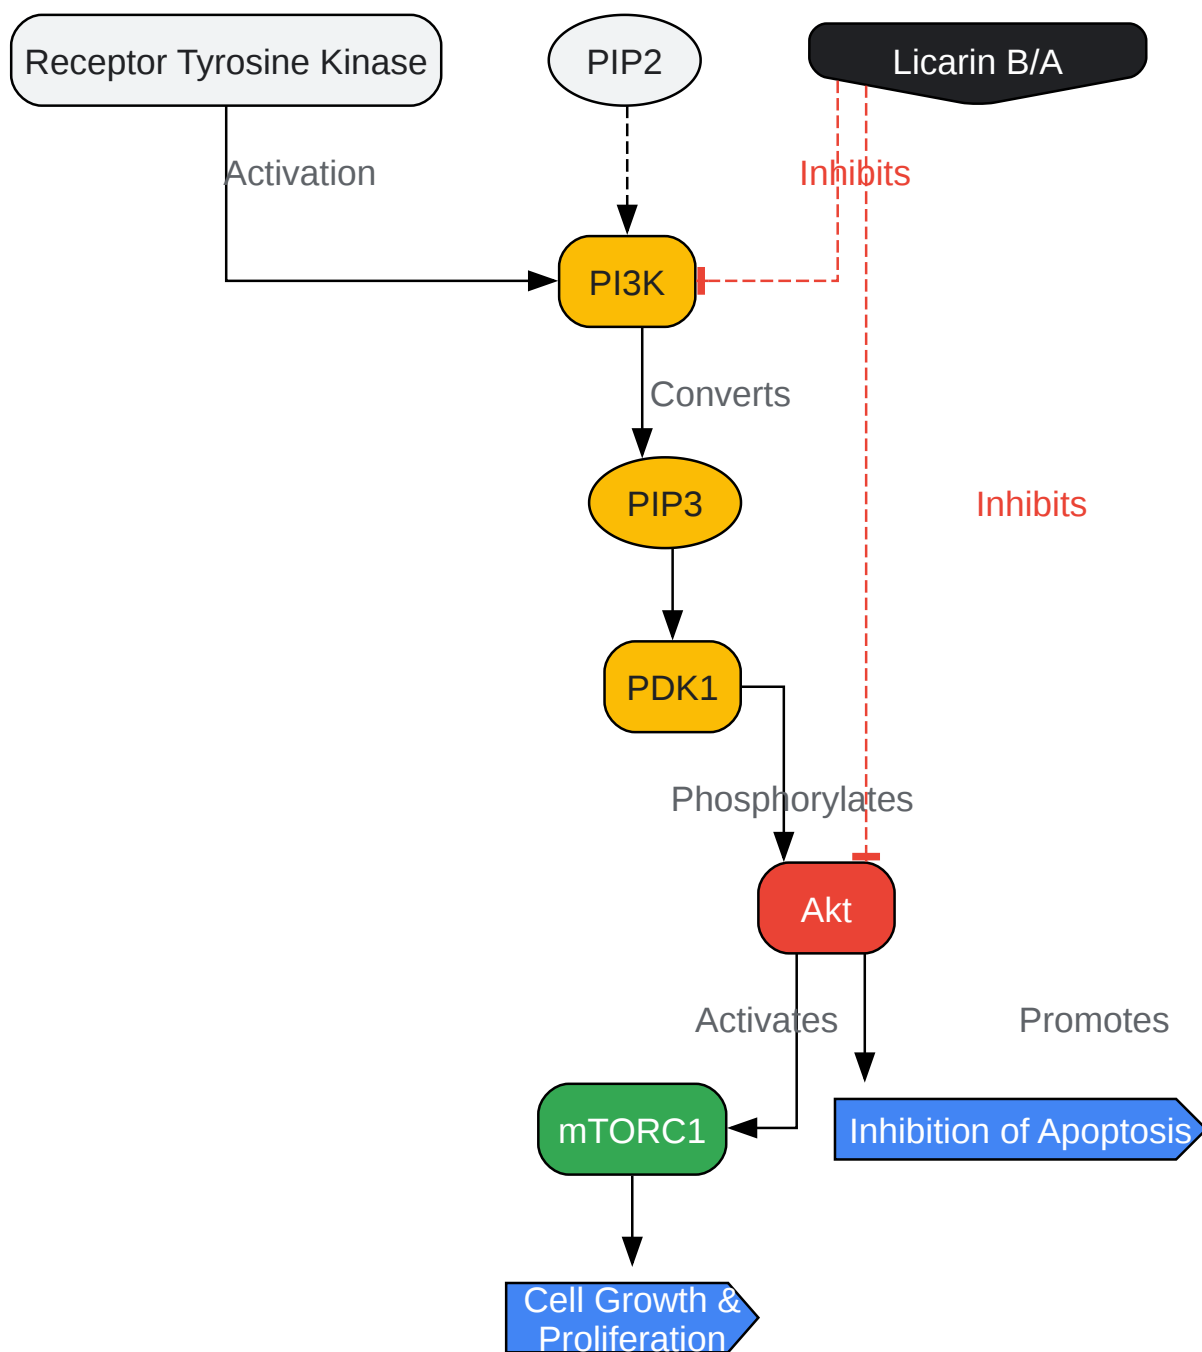 Receptor Tyrosine Kinase
PIP2
Licarin B/A
Activation
Inhibits
PI3K
Converts
PIP3
Inhibits
PDK1
Phosphorylates
Akt
Activates
Promotes
mTORC1
Inhibition of Apoptosis
Cell Growth &
Proliferation